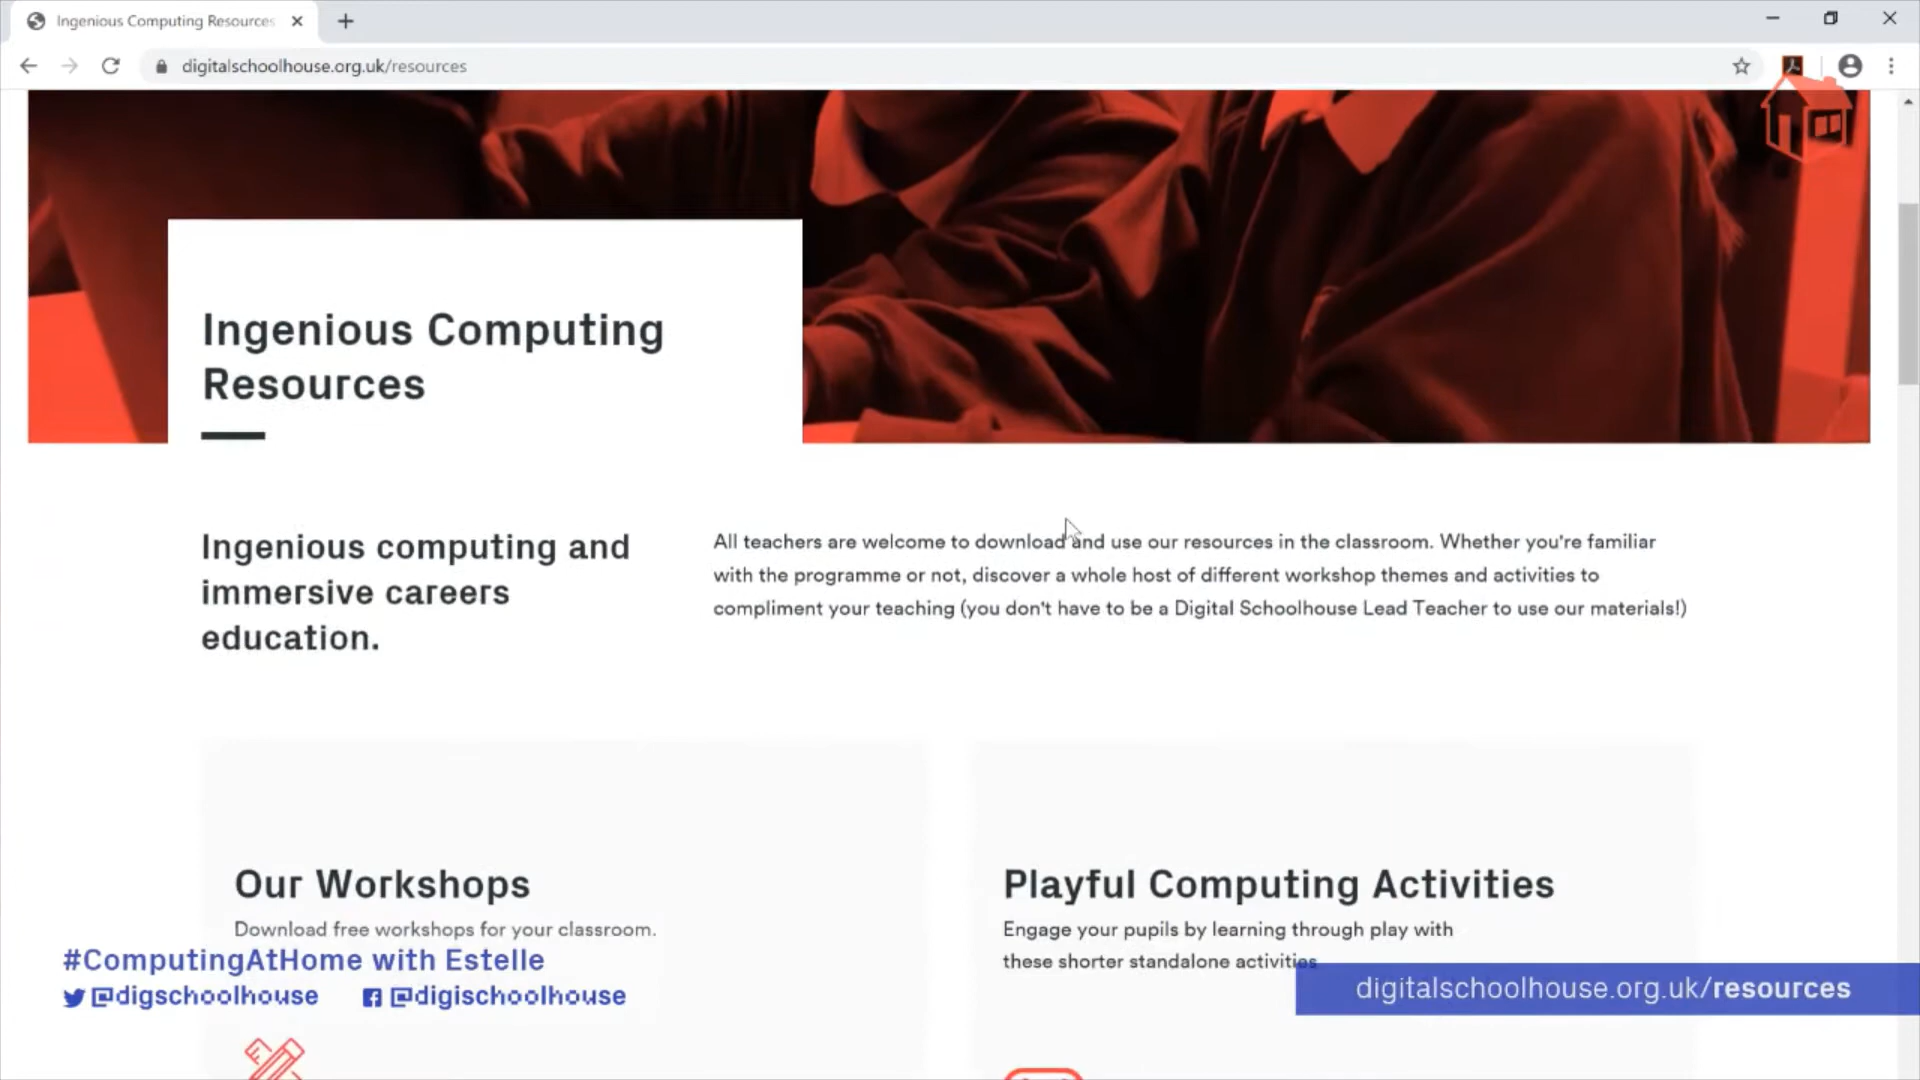 Ingenious Computing Resources
digitalschoolhouse.org.uk/resources
Ingenious Computing
Resources
Ingenious computing and
immersive careers
education.
All teachers are welcome to download and use our resources in the classroom. Whether you're familiar
with the programme or not, discover a whole host of different workshop themes and activities to
compliment your teaching (you don't have to be a Digital Schoolhouse Lead Teacher to use our materials!)
Our Workshops
Download free workshops for your classroom.
Playful Computing Activities
Engage your pupils by learning through play with
these shorter standalone activities
#ComputingAtHome with Estelle
@digschoolhouse @digischoolhouse
digitalschoolhouse.org.uk/resources